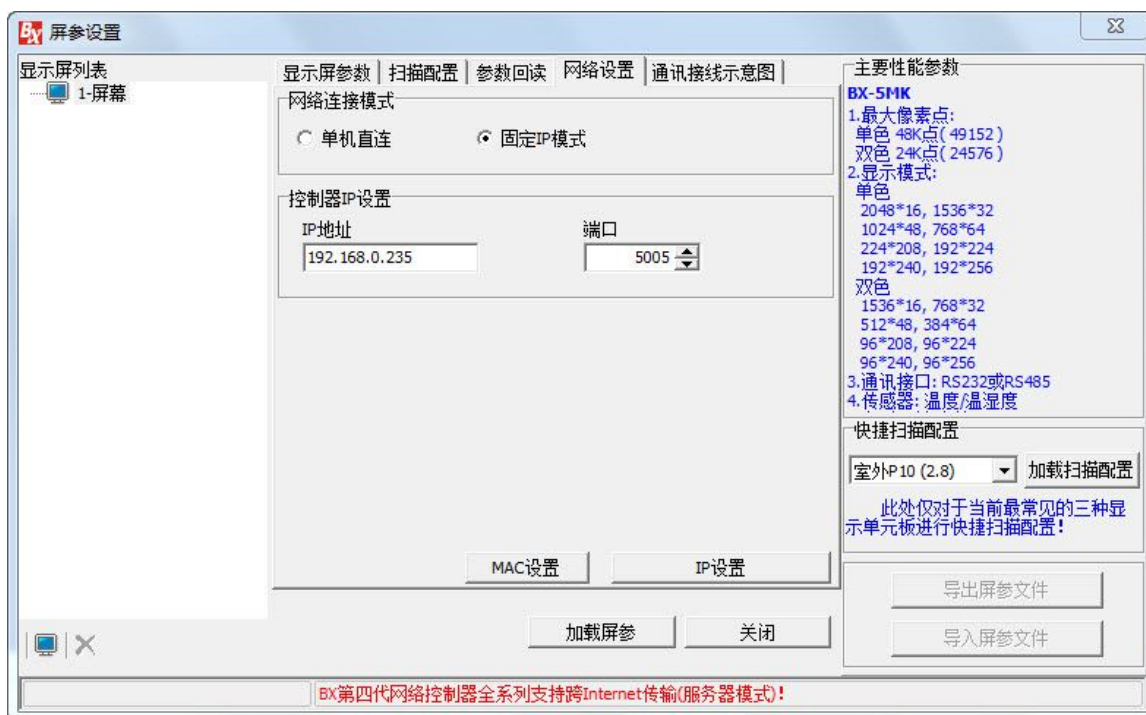 BX 屏参设置
显示屏列表
1-屏幕
显示屏参数 扫描配置 参数回读 网络设置 通讯接线示意图
网络连接模式
单机直连 固定IP模式
控制器IP设置
IP地址 端口
192.168.0.235 5005
MAC设置 IP设置
加载屏参 关闭
主要性能参数
BX-5MK
1.最大像素点:
单色 48K点(49152)
双色 24K点(24576)
2.显示模式:
单色
2048*16, 1536*32
1024*48, 768*64
224*208, 192*224
192*240, 192*256
双色
1536*16, 768*32
512*48, 384*64
96*208, 96*224
96*240, 96*256
3.通讯接口: RS232或RS485
4.传感器: 温度/温湿度
快捷扫描配置
室外P10 (2.8) 加载扫描配置
此处仅对于当前最常见的三种显
示单元板进行快捷扫描配置!
导出屏参文件
导入屏参文件
BX第四代网络控制器全系列支持跨Internet传输(服务器模式)!